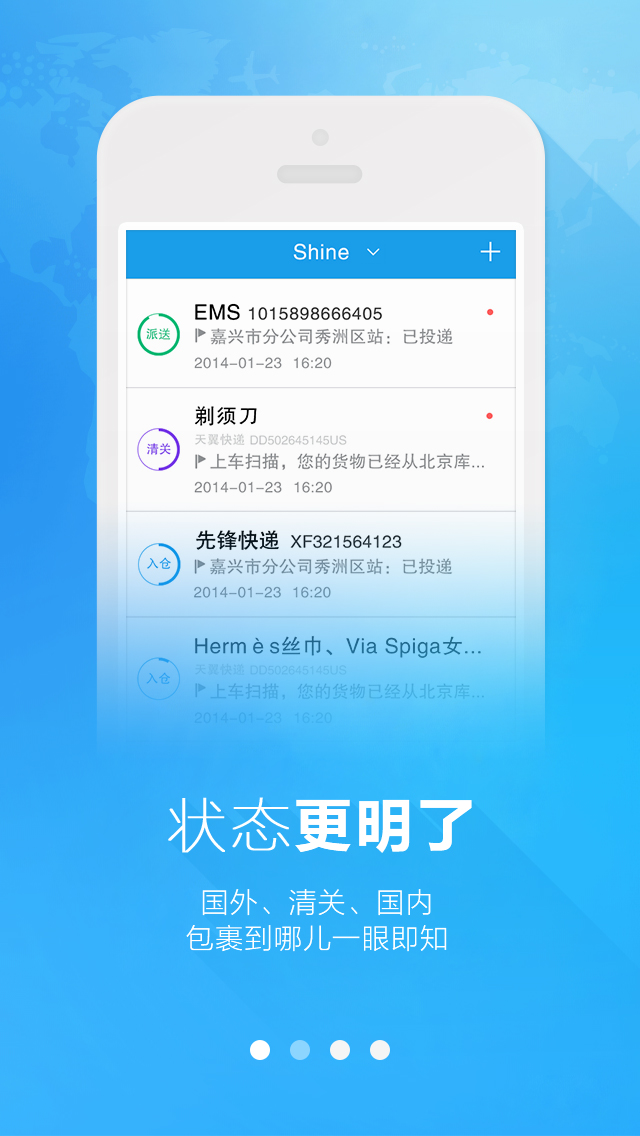 Shine
EMS 1015898666405
派送
嘉兴市分公司秀洲区站：已投递
2014-01-23 16:20
剃须刀
天翼快递 DD502645145US
清关
上车扫描，您的货物已经从北京库...
2014-01-23 16:20
先锋快递 XF321564123
入仓
嘉兴市分公司秀洲区站：已投递
2014-01-23 16:20
Hermès丝巾、Via Spiga女...
天翼快递 DD502645145US
入仓
上车扫描，您的货物已经从北京库...
2014-01-23 16:20
状态更明了
国外、清关、国内
包裹到哪儿一眼即知